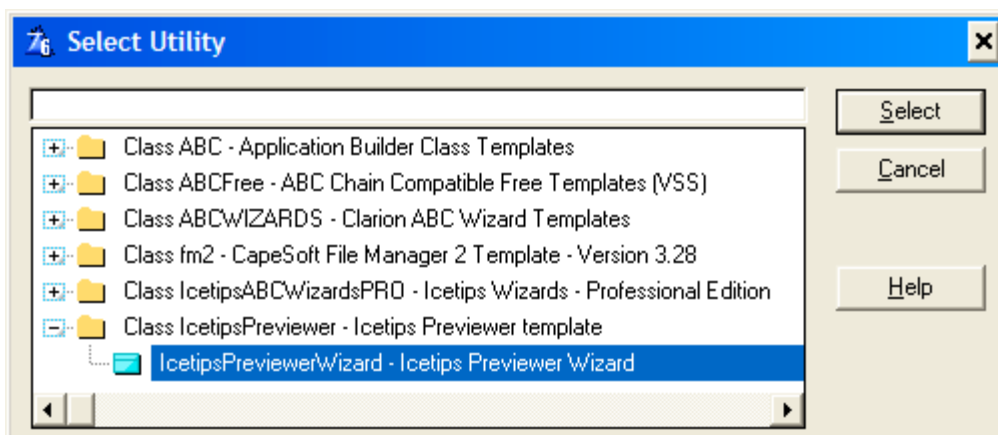 Select Utility
Select
Class ABC - Application Builder Class Templates
Cancel
Class ABCFree - ABC Chain Compatible Free Templates (VSS)
Class ABCWIZARDS - Clarion ABC Wizard Templates
Class fm2 - CapeSoft File Manager 2 Template - Version 3.28
Class IcetipsABCWizardsPRO - Icetips Wizards - Professional Edition
Help
Class IcetipsPreviewer - Icetips Previewer template
IcetipsPreviewerWizard - Icetips Previewer Wizard